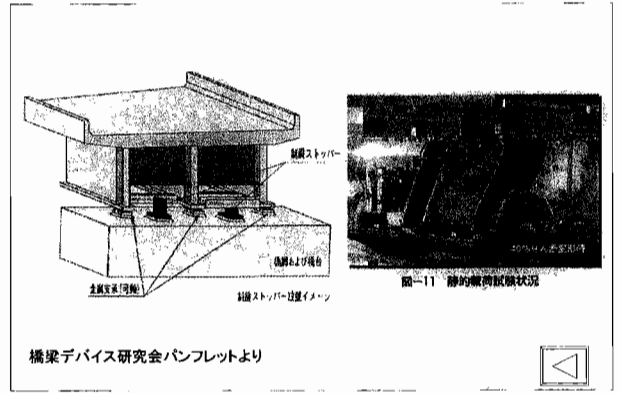 制震ストッパー
橋脚および橋台
金属支承(可動)
制震ストッパー設置イメージ
図-11 静的載荷試験状況
橋梁デバイス研究会パンフレットより